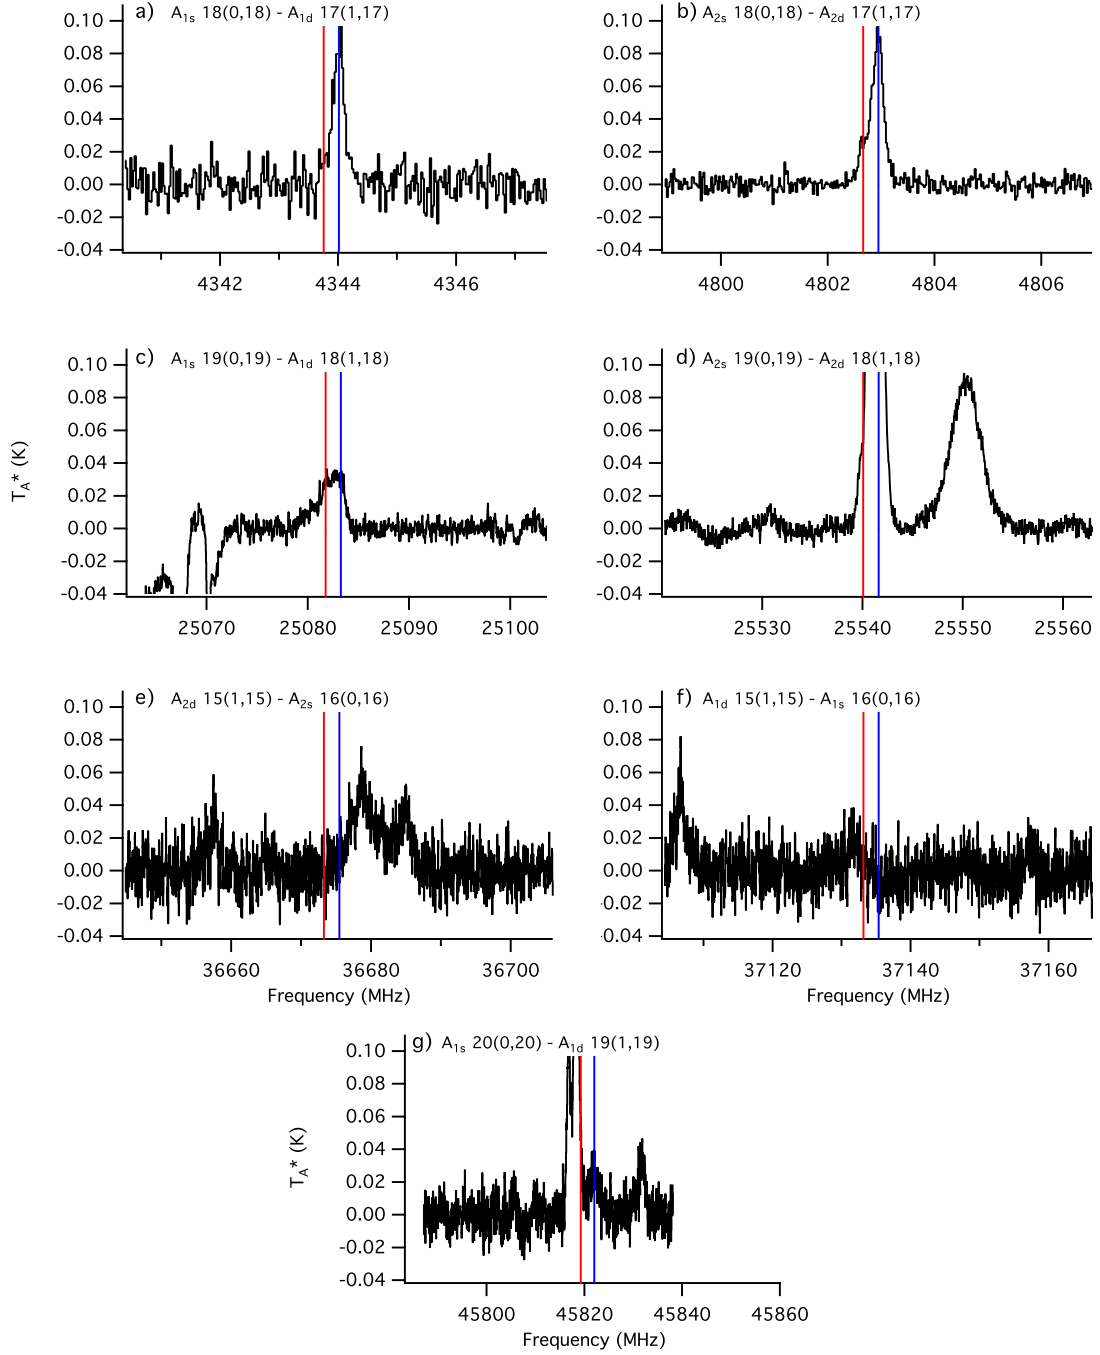 a) A1s 18(0,18) - A1d 17(1,17)
0.10
0.08
0.06
0.04
0.02
0.00
-0.02
-0.04
4342 4344 4346
b) A2s 18(0,18) - A2d 17(1,17)
0.10
0.08
0.06
0.04
0.02
0.00
-0.02
-0.04
4800 4802 4804 4806
TA* (K)
c) A1s 19(0,19) - A1d 18(1,18)
0.10
0.08
0.06
0.04
0.02
0.00
-0.02
-0.04
25070 25082 25090 25100
d) A2s 19(0,19) - A2d 18(1,18)
0.10
0.08
0.06
0.04
0.02
0.00
-0.02
-0.04
25530 25540 25550 25560
e) A2d 15(1,15) - A2s 16(0,16)
0.10
0.08
0.06
0.04
0.02
0.00
-0.02
-0.04
36660 36680 36700
Frequency (MHz)
f) A1d 15(1,15) - A1s 16(0,16)
0.10
0.08
0.06
0.04
0.02
0.00
-0.02
-0.04
37120 37140 37160
Frequency (MHz)
g) A1s 20(0,20) - A1d 19(1,19)
TA* (K)
0.10
0.08
0.06
0.04
0.02
0.00
-0.02
-0.04
45800 45820 45840 45860
Frequency (MHz)